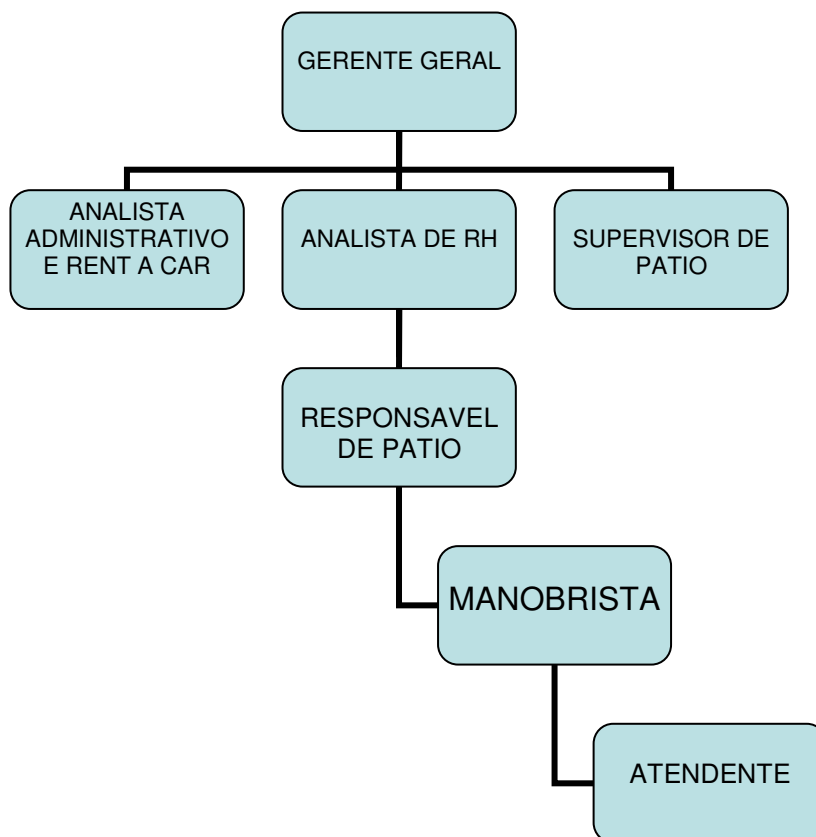 GERENTE GERAL
ANALISTA
ADMINISTRATIVO
E RENT A CAR
ANALISTA DE RH
SUPERVISOR DE
PATIO
RESPONSAVEL
DE PATIO
MANOBRISTA
ATENDENTE